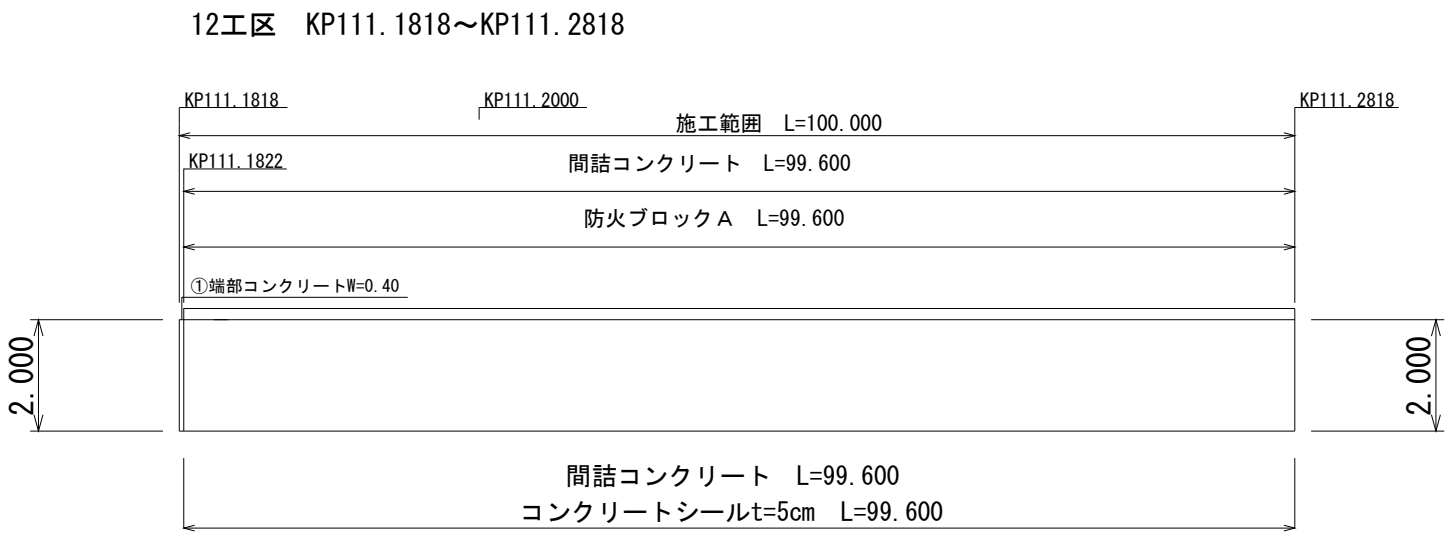 12工区　KP111.1818～KP111.2818
KP111.1818
KP111.2000
KP111.2818
施工範囲　L=100.000
KP111.1822
間詰コンクリート　L=99.600
防火ブロックA　L=99.600
①端部コンクリートW=0.40
2.000
2.000
間詰コンクリート　L=99.600
コンクリートシールt=5cm　L=99.600